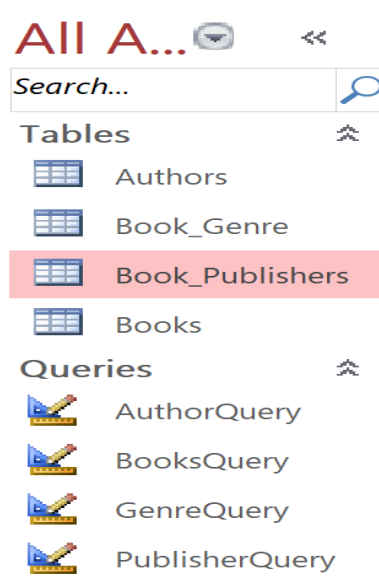 All A...
Search...
Tables
Authors
Book_Genre
Book_Publishers
Books
Queries
AuthorQuery
BooksQuery
GenreQuery
PublisherQuery